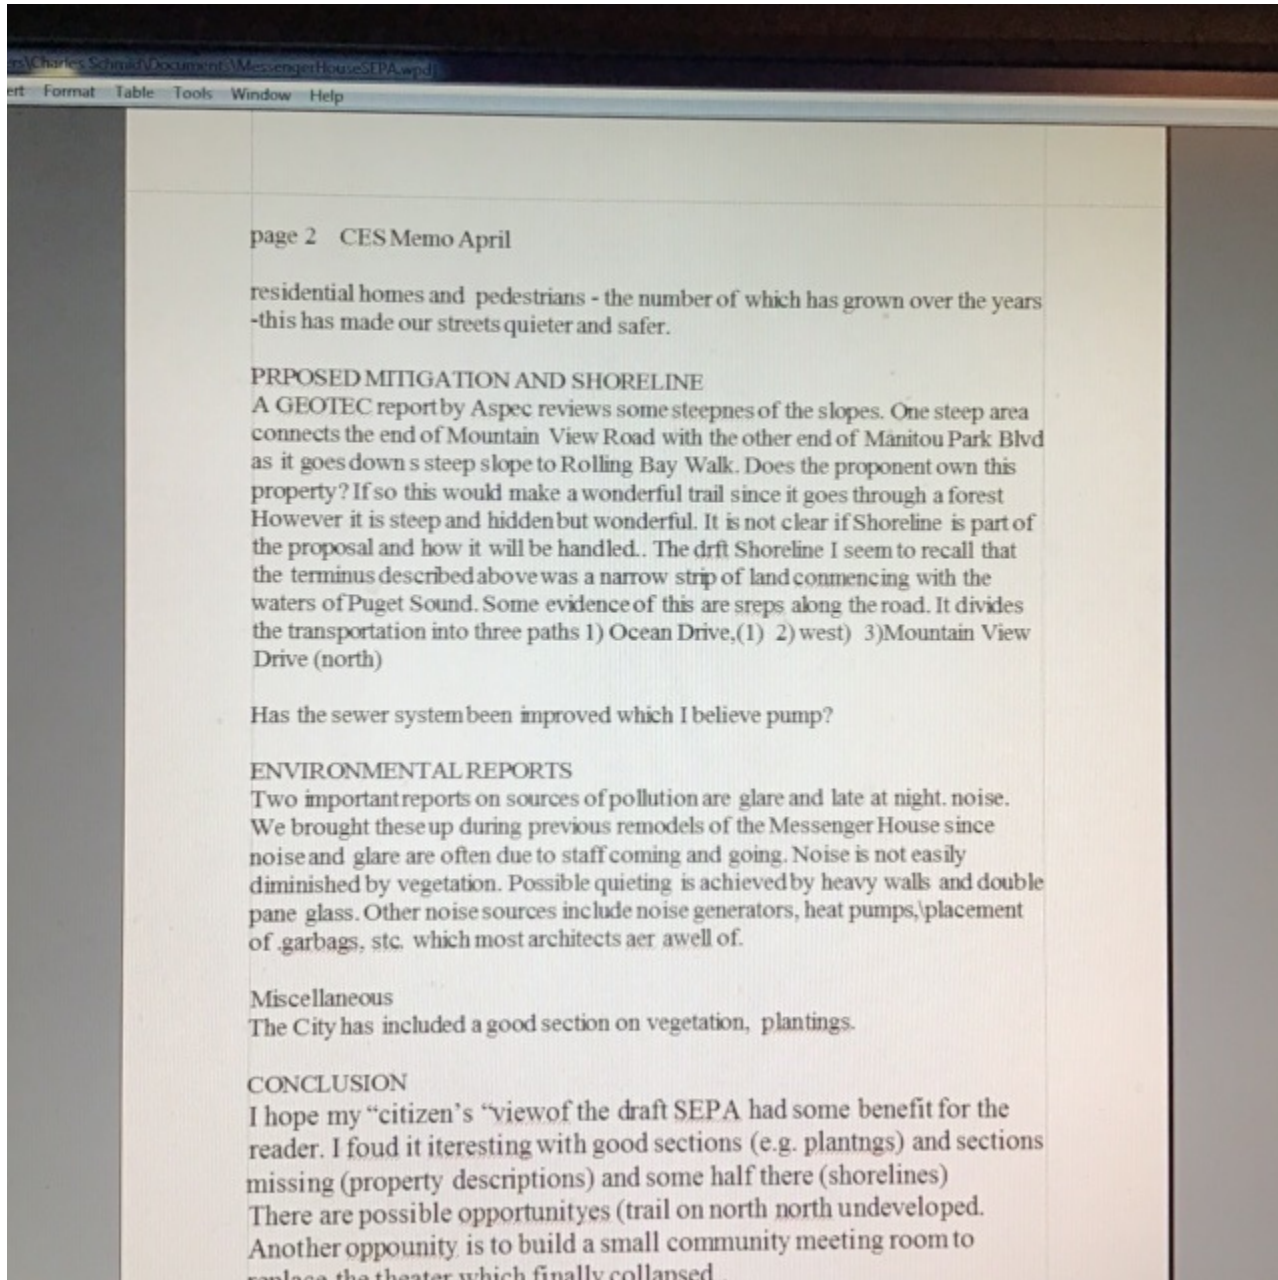 rs\Charles Schmid\Documents\MessengerHouseSEPA.wpd
ert Format Table Tools Window Help
page 2 CES Memo April
residential homes and pedestrians - the number of which has grown over the years
-this has made our streets quieter and safer.
PRPOSED MITIGATION AND SHORELINE
A GEOTEC report by Aspec reviews some steepnes of the slopes. One steep area
connects the end of Mountain View Road with the other end of Manitou Park Blvd
as it goes down s steep slope to Rolling Bay Walk. Does the proponent own this
property? If so this would make a wonderful trail since it goes through a forest
However it is steep and hidden but wonderful. It is not clear if Shoreline is part of
the proposal and how it will be handled.. The drft Shoreline I seem to recall that
the terminus described above was a narrow strip of land conmencing with the
waters of Puget Sound. Some evidence of this are sreps along the road. It divides
the transportation into three paths 1) Ocean Drive,(1) 2) west) 3)Mountain View
Drive (north)
Has the sewer system been improved which I believe pump?
ENVIRONMENTAL REPORTS
Two important reports on sources of pollution are glare and late at night. noise.
We brought these up during previous remodels of the Messenger House since
noise and glare are often due to staff coming and going. Noise is not easily
diminished by vegetation. Possible quieting is achieved by heavy walls and double
pane glass. Other noise sources include noise generators, heat pumps,\placement
of .garbags, stc. which most architects aer awell of.
Miscellaneous
The City has included a good section on vegetation, plantings.
CONCLUSION
I hope my “citizen’s “viewof the draft SEPA had some benefit for the
reader. I foud it iteresting with good sections (e.g. plantngs) and sections
missing (property descriptions) and some half there (shorelines)
There are possible opportunityes (trail on north north undeveloped.
Another oppounity is to build a small community meeting room to
replace the theater which finally collapsed